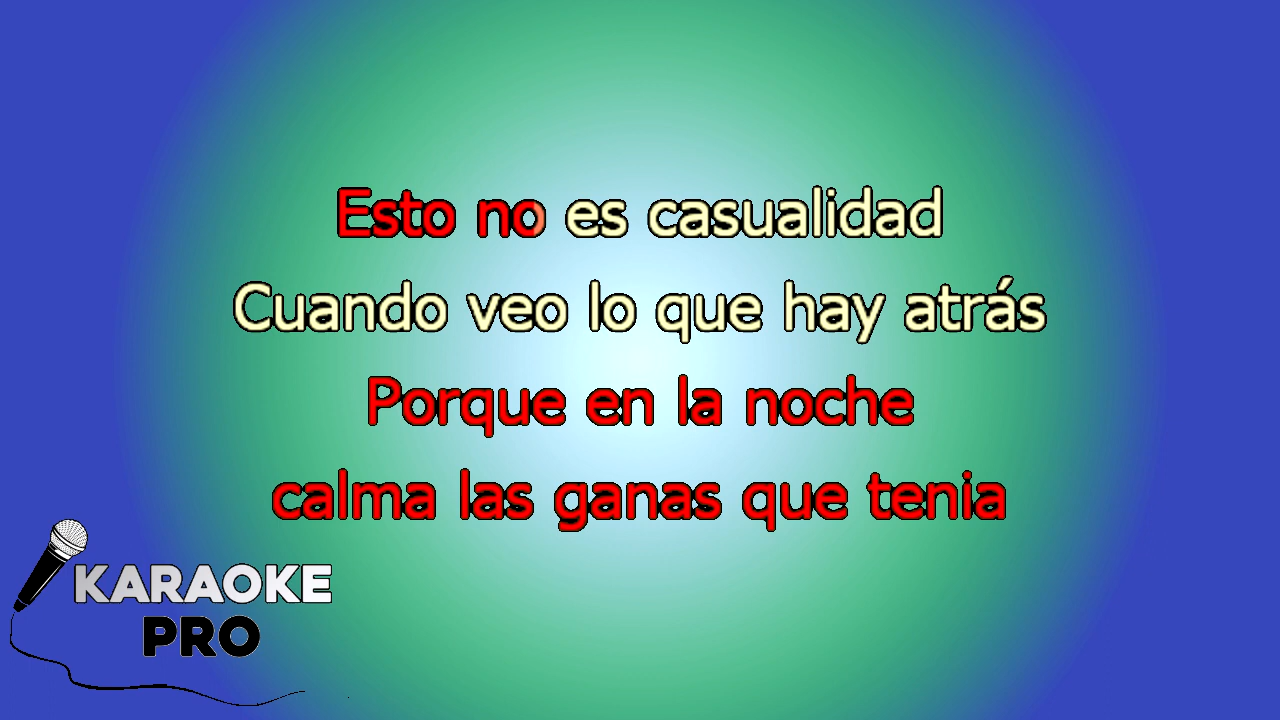 Esto no es casualidad
Cuando veo lo que hay atrás
Porque en la noche
calma las ganas que tenia
KARAOKE
PRO